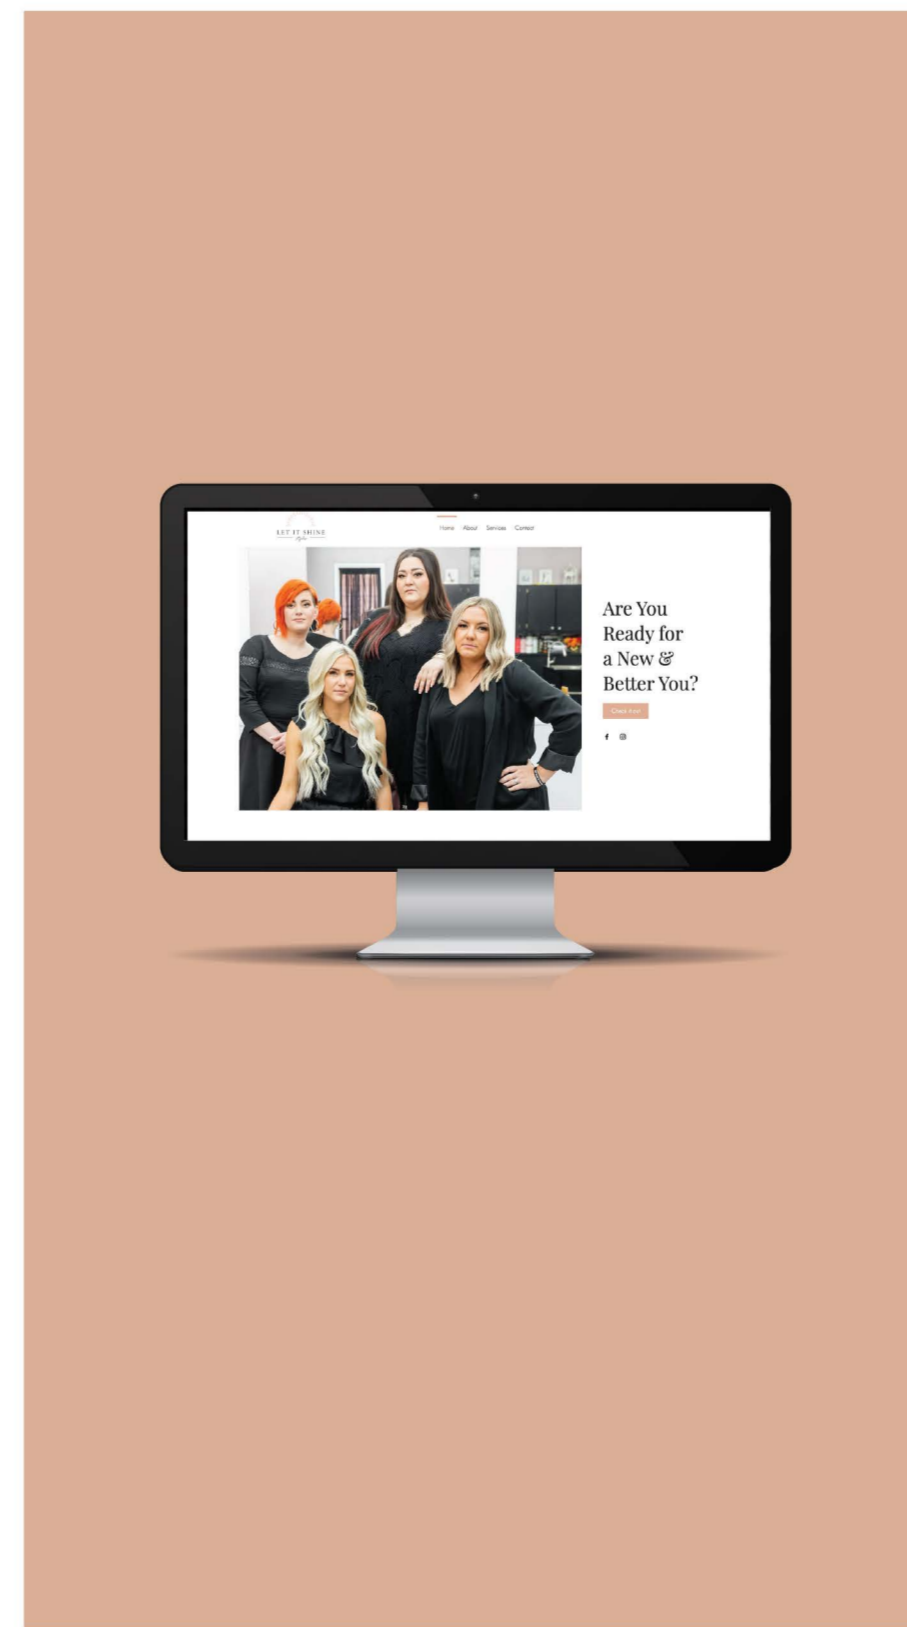 LET IT SHINE
Home About Services Contact
Are You
Ready for
a New &
Better You?